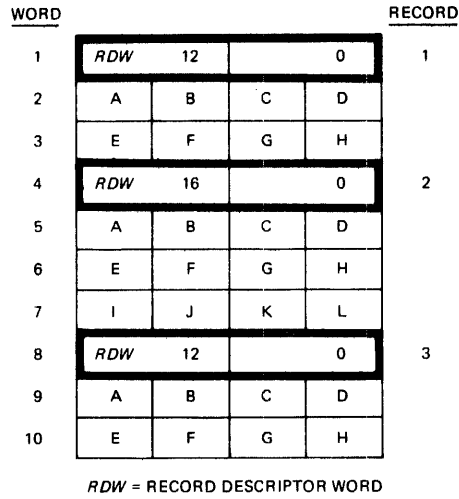 WORD RECORD
1 RDW 12 0 1
2 A B C D
3 E F G H
4 RDW 16 0 2
5 A B C D
6 E F G H
7 I J K L
8 RDW 12 0 3
9 A B C D
10 E F G H
RDW = RECORD DESCRIPTOR WORD